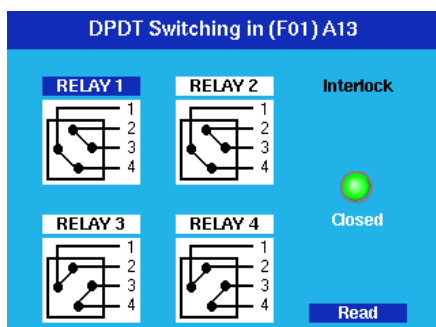 DPDT Switching in (F01) A13
RELAY 1
1
2
3
4
RELAY 2
1
2
3
4
Interlock
Closed
RELAY 3
1
2
3
4
RELAY 4
1
2
3
4
Read